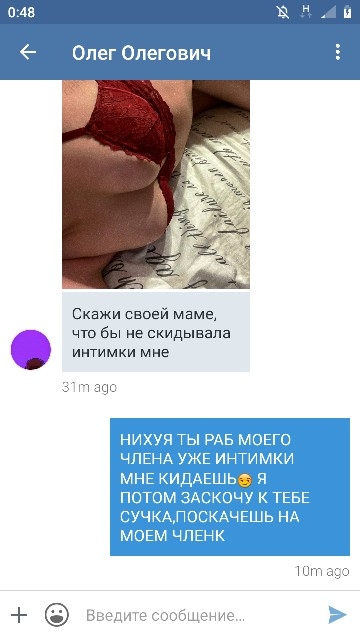 0:48
H
Олег Олегович
Скажи своей маме,
что бы не скидывала
интимки мне
31m ago
НИХУЯ ТЫ РАБ МОЕГО
ЧЛЕНА УЖЕ ИНТИМКИ
МНЕ КИДАЕШЬ😏 Я
ПОТОМ ЗАСКОЧУ К ТЕБЕ
СУЧКА,ПОСКАЧЕШЬ НА
МОЕМ ЧЛЕНК
10m ago
Введите сообщение...